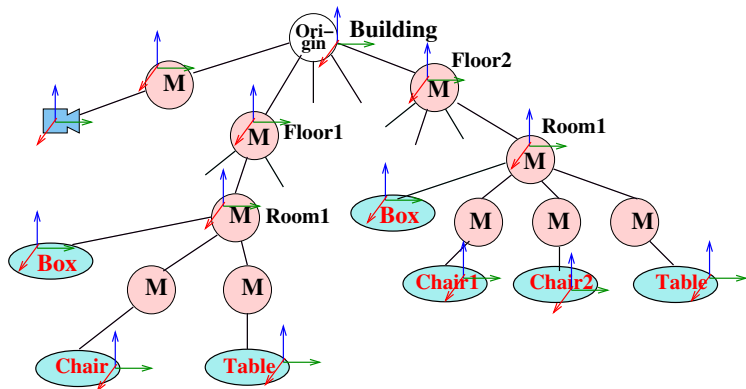 Ori-
gin
Building
Floor2
M
M
M
Floor1
Room1
M
M
Room1
Box
M
M
M
Box
M
M
Chair1
Chair2
Table
Chair
Table